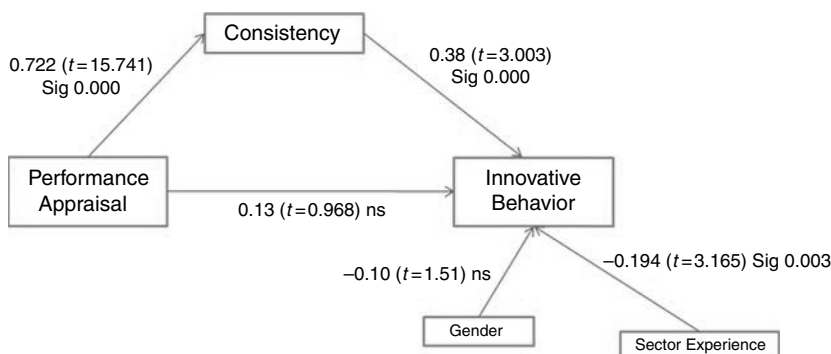 Consistency
0.722 (t=15.741)
Sig 0.000
0.38 (t=3.003)
Sig 0.000
Performance
Appraisal
Innovative
Behavior
0.13 (t=0.968) ns
–0.10 (t=1.51) ns
–0.194 (t=3.165) Sig 0.003
Gender
Sector Experience